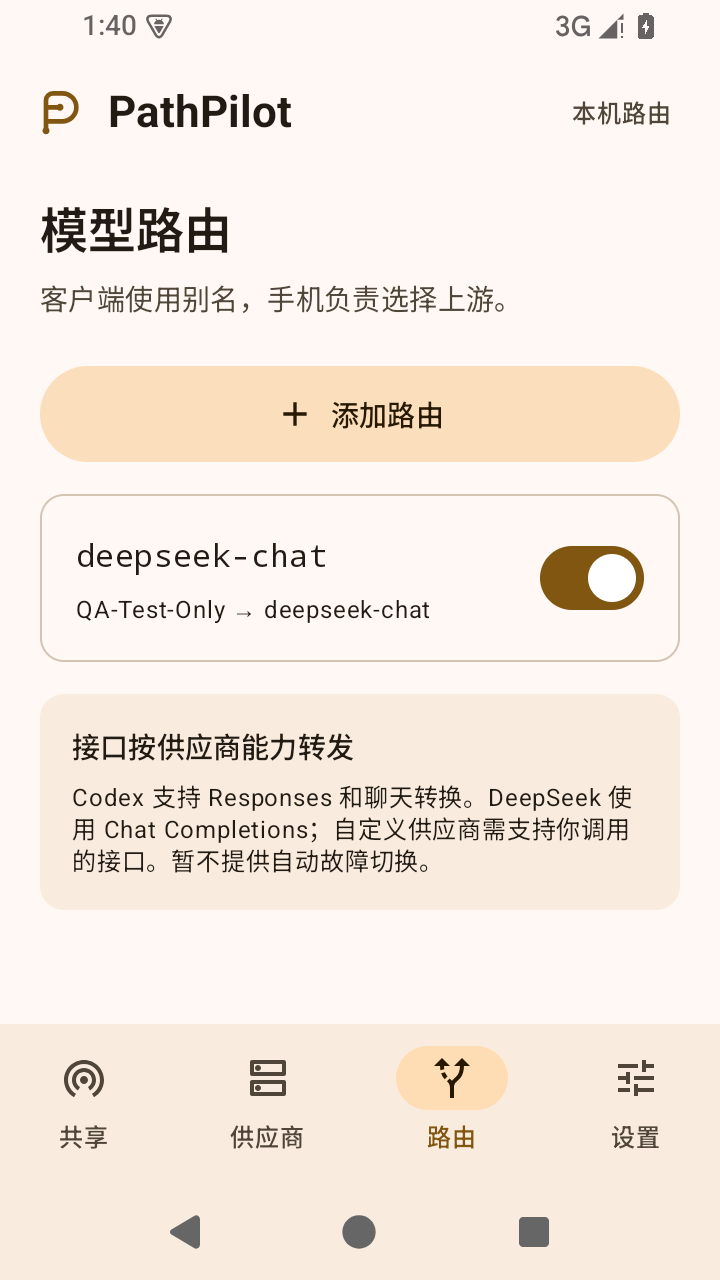 1:40
3G
PathPilot
本机路由
模型路由
客户端使用别名，手机负责选择上游。
+ 添加路由
deepseek-chat
QA-Test-Only → deepseek-chat
接口按供应商能力转发
Codex 支持 Responses 和聊天转换。DeepSeek 使
用 Chat Completions；自定义供应商需支持你调用
的接口。暂不提供自动故障切换。
共享
供应商
路由
设置